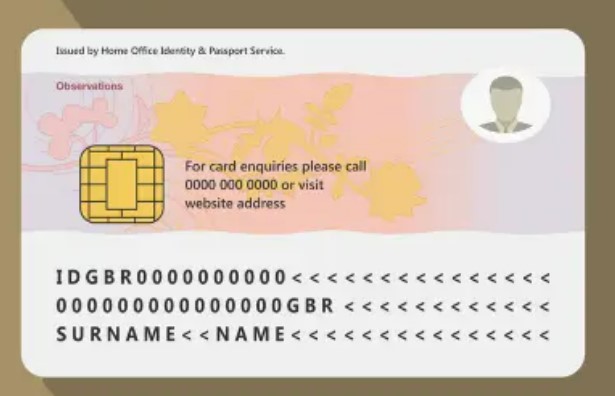 Issued by Home Office Identity & Passport Service.
Observations
For card enquiries please call
0000 000 0000 or visit
website address
IDGBR0000000000<<<<<<<<<<<<<<<
000000000000000GBR<<<<<<<<<<<<
SURNAME<<NAME<<<<<<<<<<<<<<<